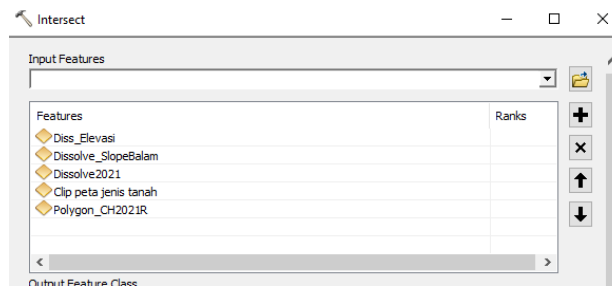 Intersect
Input Features
Features Ranks
Diss_Elevasi
Dissolve_SlopeBalam
Dissolve2021
Clip peta jenis tanah
Polygon_CH2021R
Output Feature Class